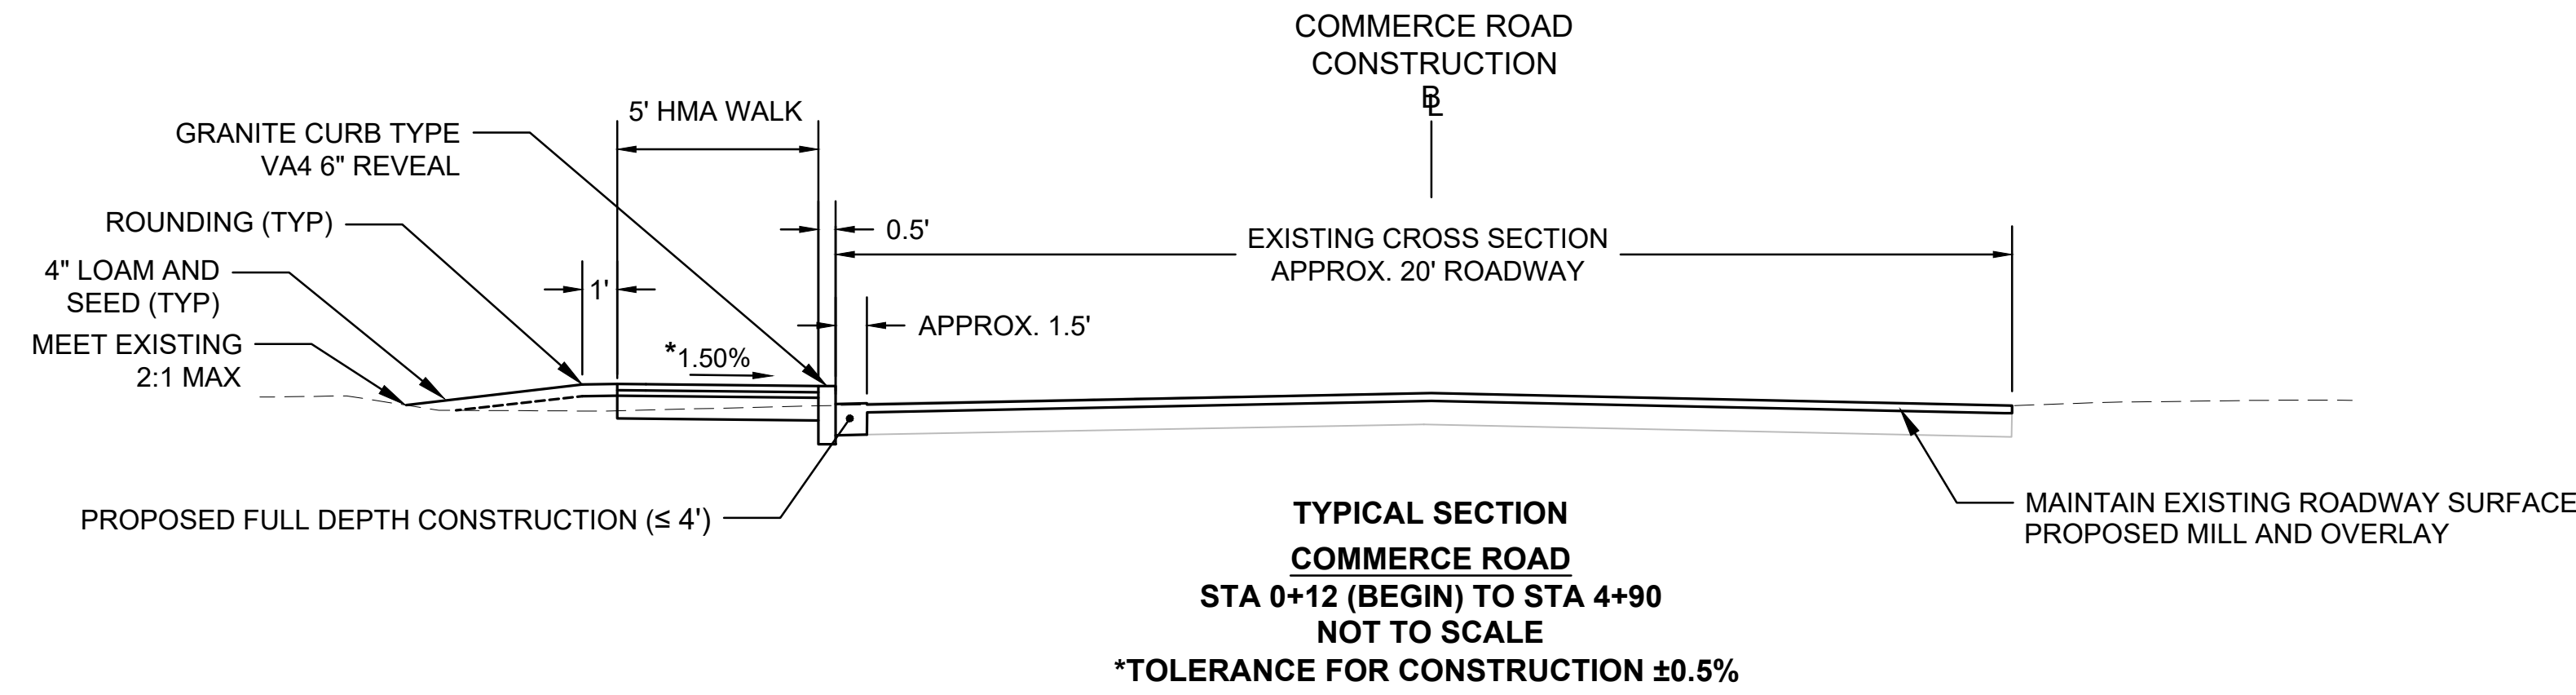 COMMERCE ROAD
CONSTRUCTION
BL
5' HMA WALK
GRANITE CURB TYPE
VA4 6" REVEAL
ROUNDING (TYP)
0.5'
EXISTING CROSS SECTION
APPROX. 20' ROADWAY
4" LOAM AND
SEED (TYP)
1'
APPROX. 1.5'
MEET EXISTING
2:1 MAX
*1.50%
PROPOSED FULL DEPTH CONSTRUCTION (≤ 4')
MAINTAIN EXISTING ROADWAY SURFACE
PROPOSED MILL AND OVERLAY
TYPICAL SECTION
COMMERCE ROAD
STA 0+12 (BEGIN) TO STA 4+90
NOT TO SCALE
*TOLERANCE FOR CONSTRUCTION ±0.5%